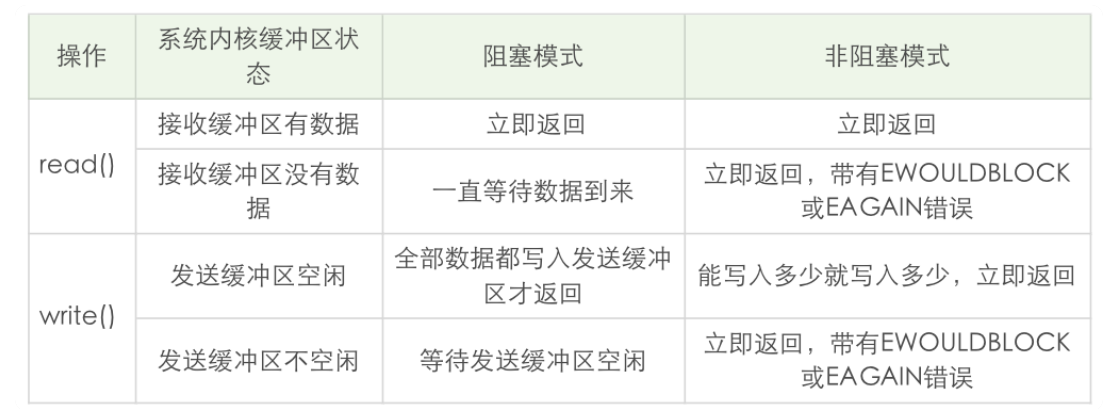 操作
系统内核缓冲区状
态
阻塞模式
非阻塞模式
read()
接收缓冲区有数据
立即返回
立即返回
接收缓冲区没有数
据
一直等待数据到来
立即返回，带有EWOULDBLOCK
或EAGAIN错误
write()
发送缓冲区空闲
全部数据都写入发送缓冲
区才返回
能写入多少就写入多少，立即返回
发送缓冲区不空闲
等待发送缓冲区空闲
立即返回，带有EWOULDBLOCK
或EAGAIN错误